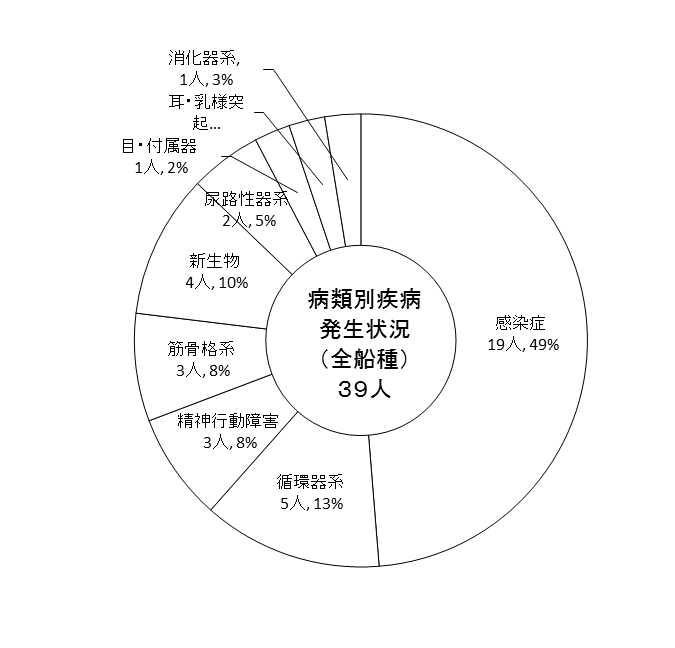 消化器系,
1人, 3%
耳・乳様突
起...
目・付属器
1人, 2%
尿路性器系
2人, 5%
新生物
4人, 10%
筋骨格系
3人, 8%
精神行動障害
3人, 8%
循環器系
5人, 13%
感染症
19人, 49%
病類別疾病
発生状況
（全船種）
３９人